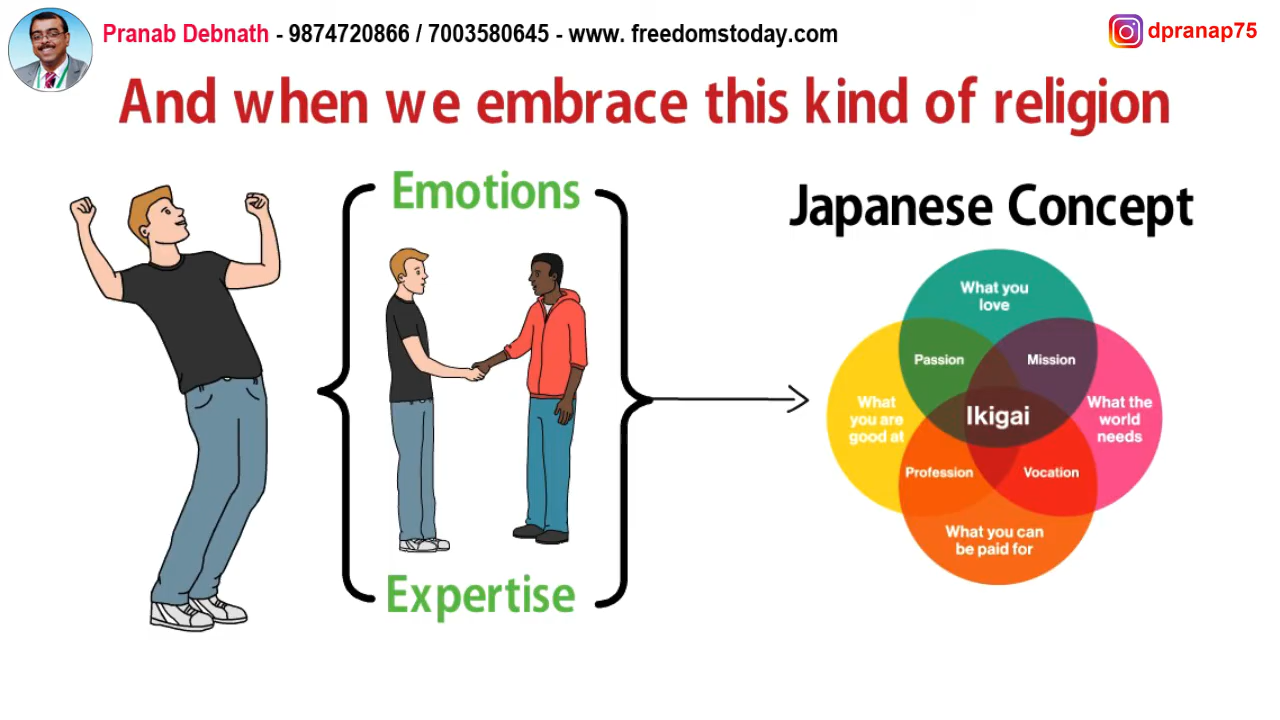 Pranab Debnath - 9874720866 / 7003580645 - www. freedomstoday.com
dpranap75
And when we embrace this kind of religion
Emotions
Expertise
Japanese Concept
What you
love
Passion
Mission
What
you are
good at
Ikigai
What the
world
needs
Profession
Vocation
What you can
be paid for